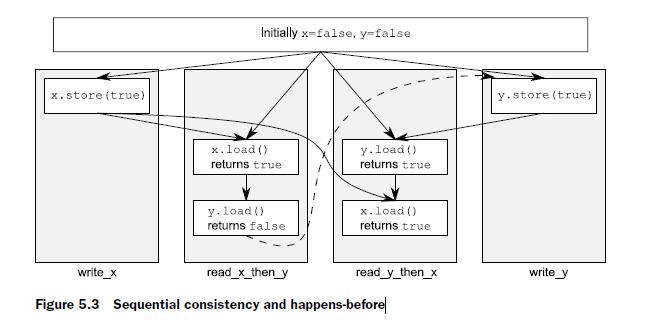 Initially x=false, y=false
x.store(true)
y.store(true)
x.load()
returns true
y.load()
returns true
y.load()
returns false
x.load()
returns true
write_x
read_x_then_y
read_y_then_x
write_y
Figure 5.3 Sequential consistency and happens-before